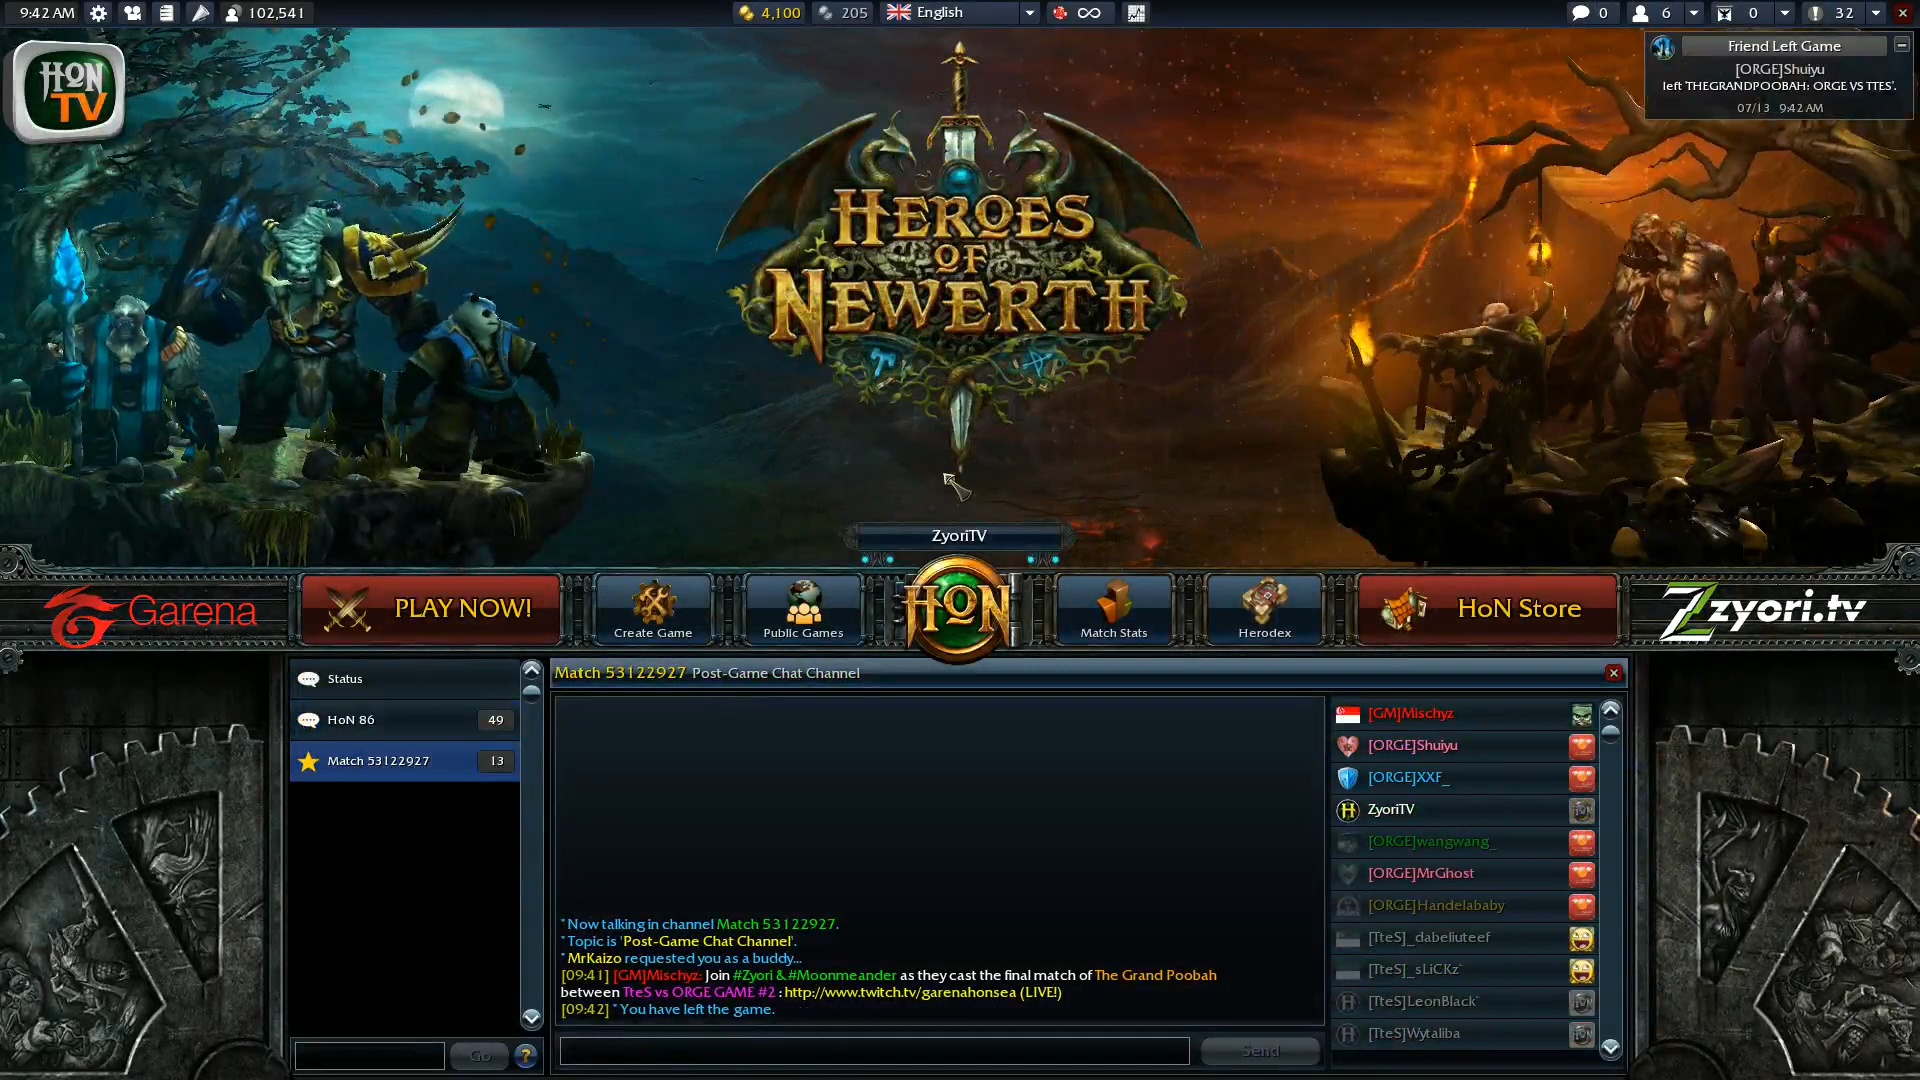 9:42 AM
102,541
4,100
205
English
∞
0
6
0
32
HON
TV
Friend Left Game
[ORGE]Shuiyu
left 'THEGRANDPOOBAH: ORGE VS TTES'.
07/13 9:42 AM
HEROES
OF
NEWERTH
ZyoriTV
Garena
PLAY NOW!
Create Game
Public Games
HON
Match Stats
Herodex
HoN Store
zyori.tv
Status
HoN 86
49
Match 53122927
13
Go
?
Match 53122927 Post-Game Chat Channel
* Now talking in channel Match 53122927.
* Topic is 'Post-Game Chat Channel'.
* MrKaizo requested you as a buddy...
[09:41] [GM]Mischyz: Join #Zyori & #Moonmeander as they cast the final match of The Grand Poobah
between TteS vs ORGE GAME #2 : http://www.twitch.tv/garenahonsea (LIVE!)
[09:42] * You have left the game.
Send
[GM]Mischyz
[ORGE]Shuiyu
[ORGE]XXF_
ZyoriTV
[ORGE]wangwang_
[ORGE]MrGhost
[ORGE]Handelababy
[TteS]_dabeliuteef
[TteS]_sLiCKz`
[TteS]LeonBlack`
[TteS]Wytaliba